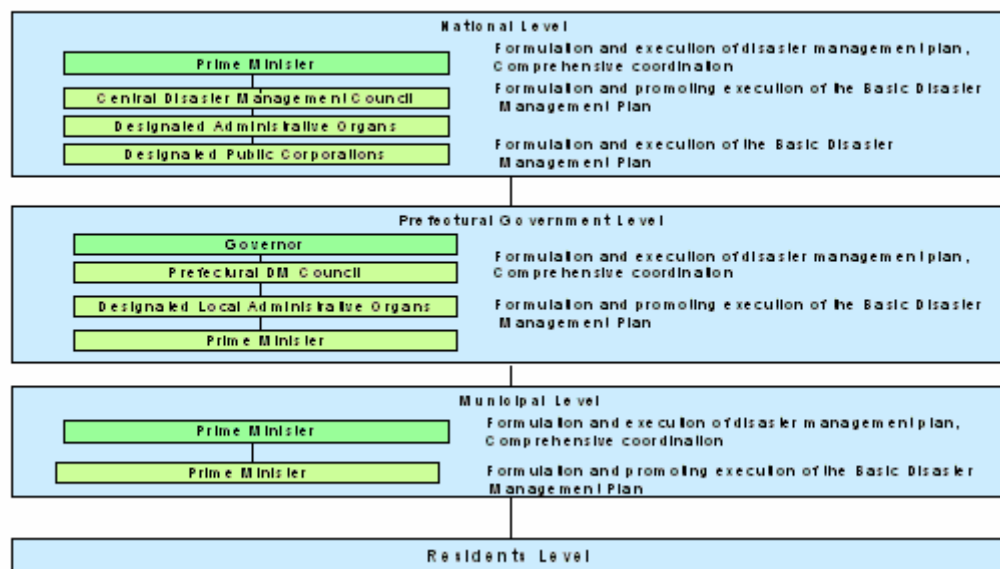 National Level
Prime Minister
Formulation and execution of disaster management plan,
Comprehensive coordination
Central Disaster Management Council
Formulation and promoting execution of the Basic Disaster
Management Plan
Designated Administrative Organs
Designated Public Corporations
Formulation and execution of the Basic Disaster
Management Plan
Prefectural Government Level
Governor
Formulation and execution of disaster management plan,
Comprehensive coordination
Prefectural DM Council
Designated Local Administrative Organs
Formulation and promoting execution of the Basic Disaster
Management Plan
Prime Minister
Municipal Level
Prime Minister
Formulation and execution of disaster management plan,
Comprehensive coordination
Prime Minister
Formulation and promoting execution of the Basic Disaster
Management Plan
Residents Level